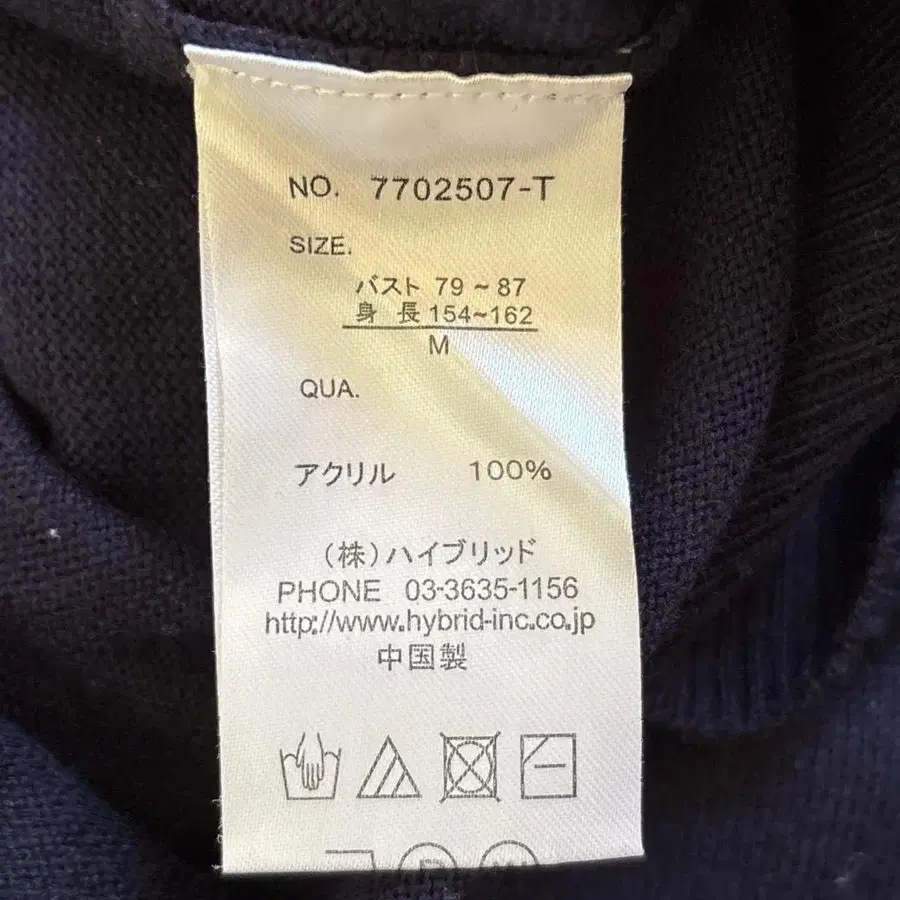 NO. 7702507-T
SIZE.
バスト 79~87
身 長 154~162
M
QUA.
アクリル 100%
(株)ハイブリッド
PHONE 03-3635-1156
http://www.hybrid-inc.co.jp
中国製